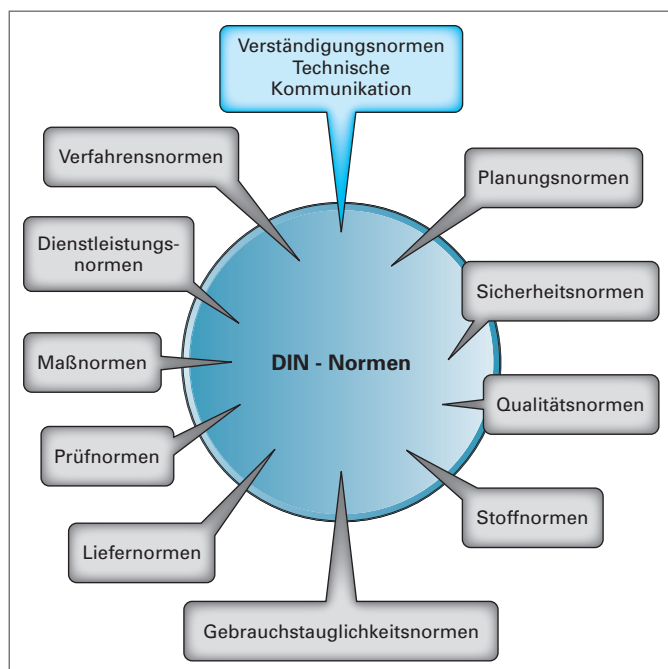 Verständigungsnormen
Technische
Kommunikation
Verfahrensnormen
Planungsnormen
Dienstleistungs-
normen
Sicherheitsnormen
Maßnormen
DIN - Normen
Qualitätsnormen
Prüfnormen
Stoffnormen
Liefernormen
Gebrauchstauglichkeitsnormen